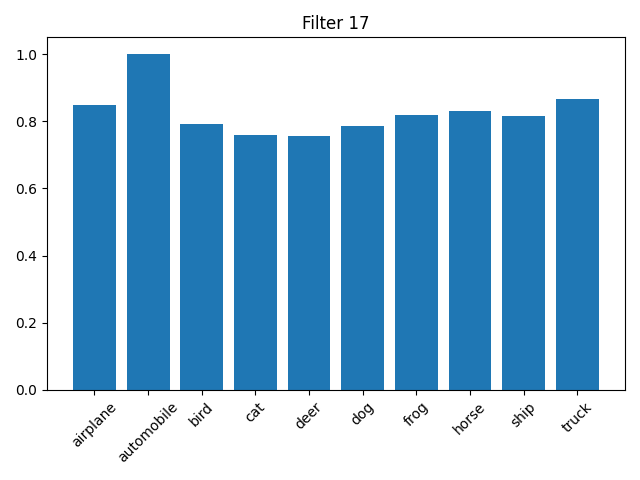 Filter 17
1.0
0.8
0.6
0.4
0.2
0.0
airplane
automobile
bird
cat
deer
dog
frog
horse
ship
truck